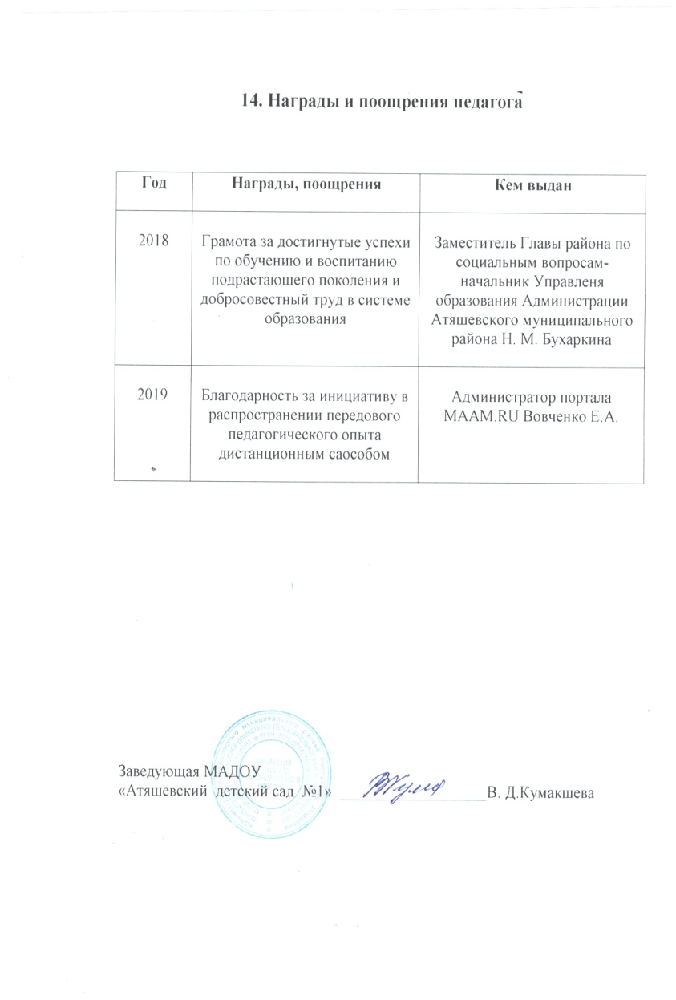 14. Награды и поощрения педагога
Год
Награды, поощрения
Кем выдан
2018
Грамота за достигнутые успехи
по обучению и воспитанию
подрастающего поколения и
добросовестный труд в системе
образования
Заместитель Главы района по
социальным вопросам-
начальник Управленя
образования Администрации
Атяшевского муниципального
района Н. М. Бухаркина
2019
Благодарность за инициативу в
распространении передового
педагогического опыта
дистанционным саособом
Администратор портала
MAAM.RU Вовченко Е.А.
муниципального
Заведующая МАДОУ
«Атяшевский детский сад №1» ____________________В. Д.Кумакшева